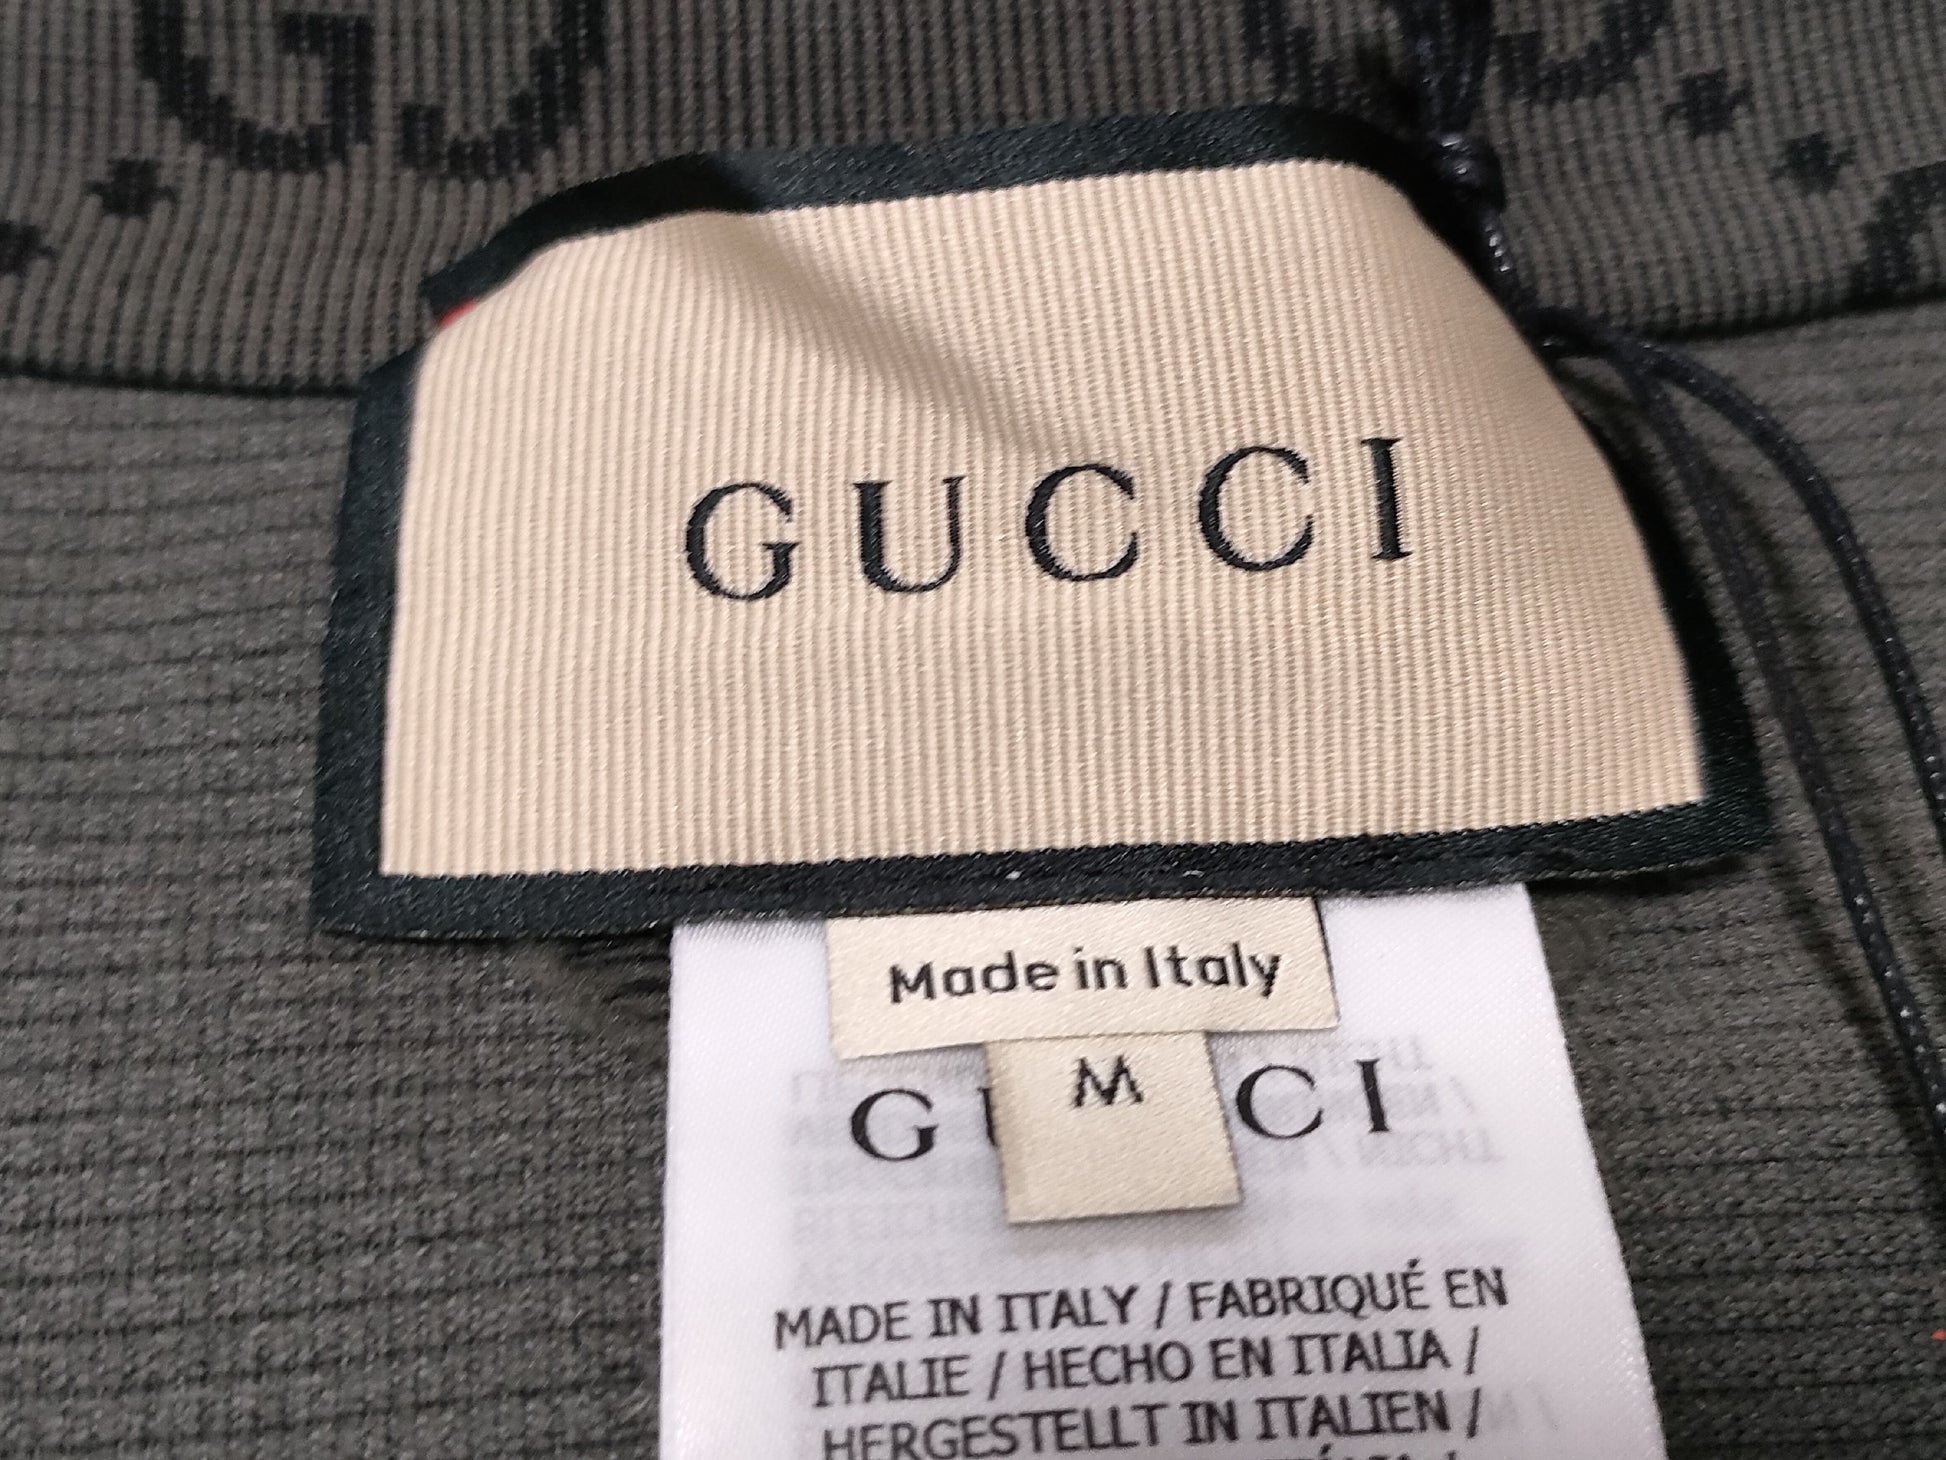 GUCCI
Made in Italy
M
G CI
MADE IN ITALY / FABRIQUÉ EN
ITALIE / HECHO EN ITALIA /
HERGESTELLT IN ITALIEN /